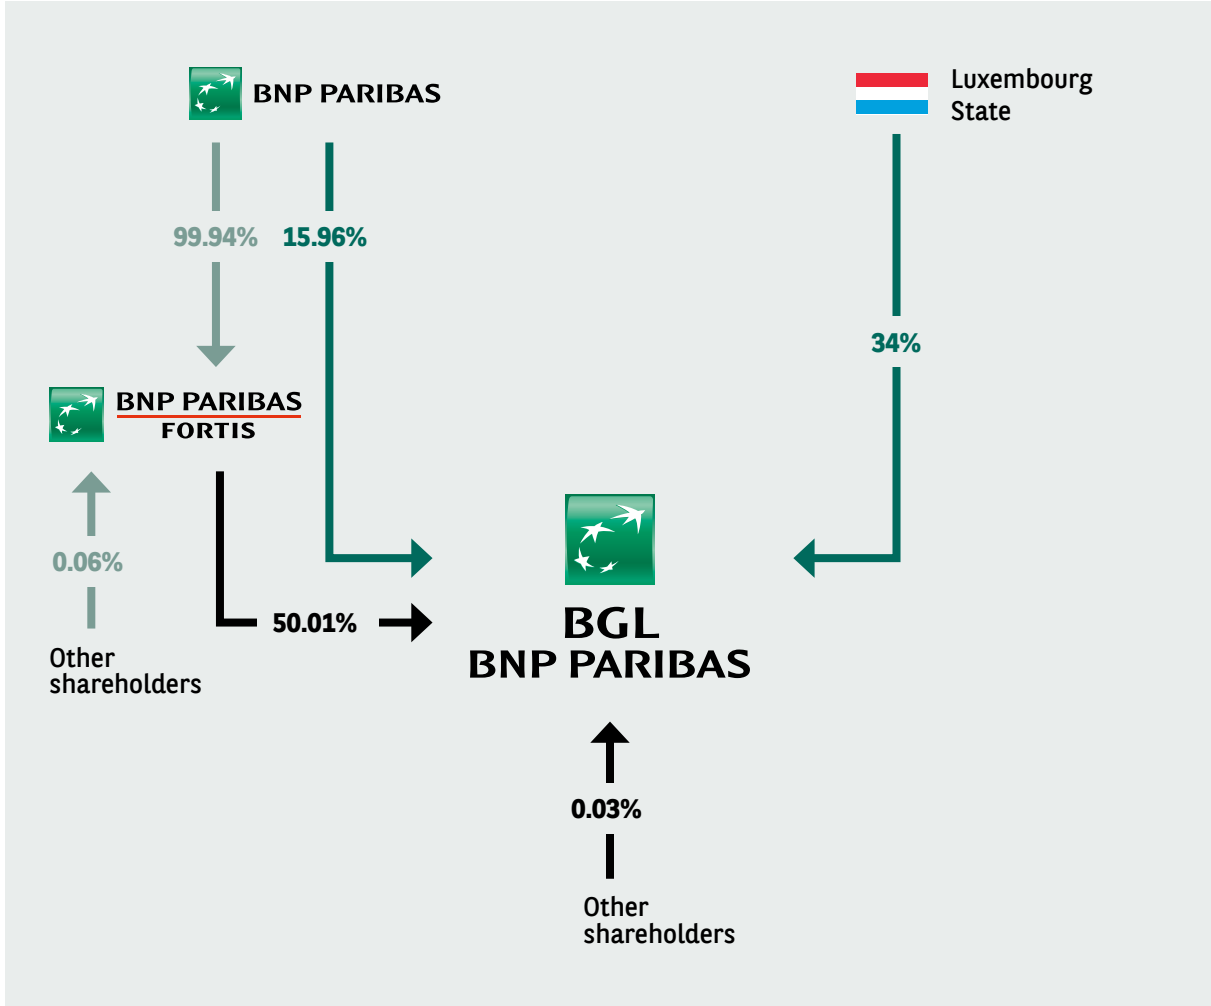 BNP PARIBAS
Luxembourg
State
99.94%
15.96%
34%
BNP PARIBAS
FORTIS
0.06%
50.01%
Other
shareholders
BGL
BNP PARIBAS
0.03%
Other
shareholders